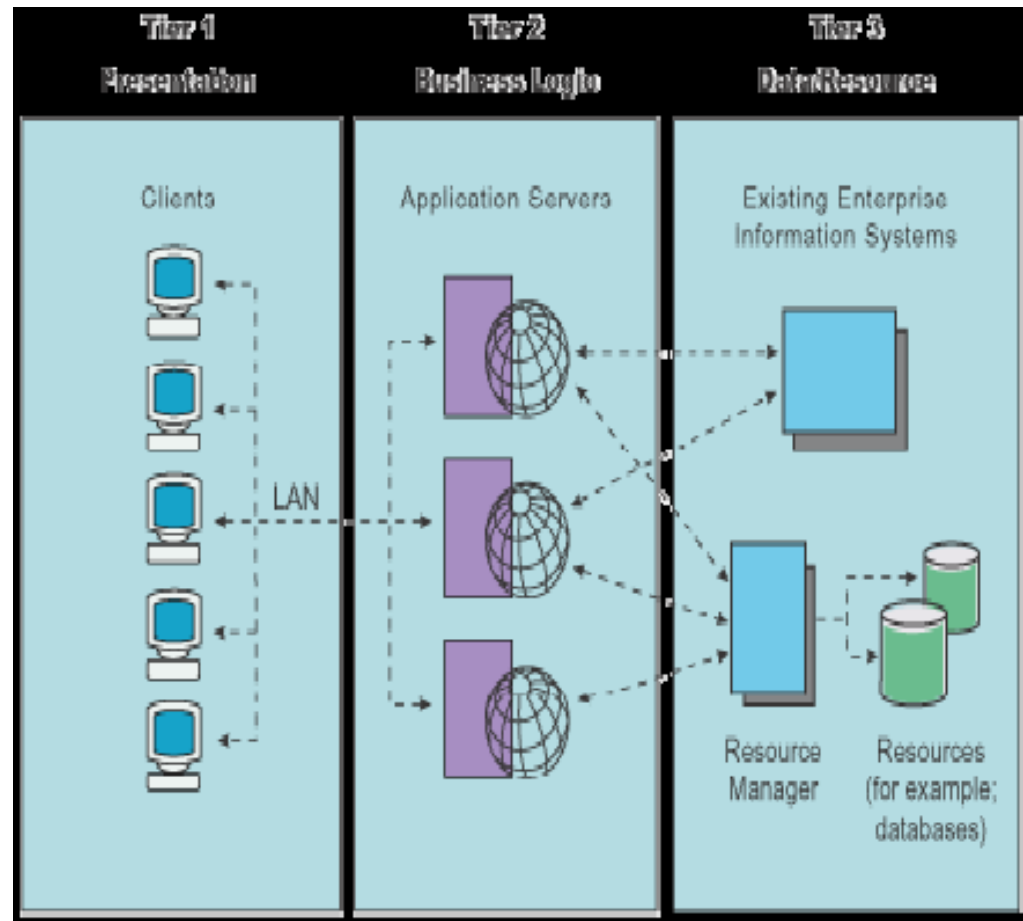 Tier 1
Presentation
Tier 2
Business Logic
Tier 3
Data/Resource
Clients
LAN
Application Servers
Existing Enterprise
Information Systems
Resource
Manager
Resources
(for example;
databases)